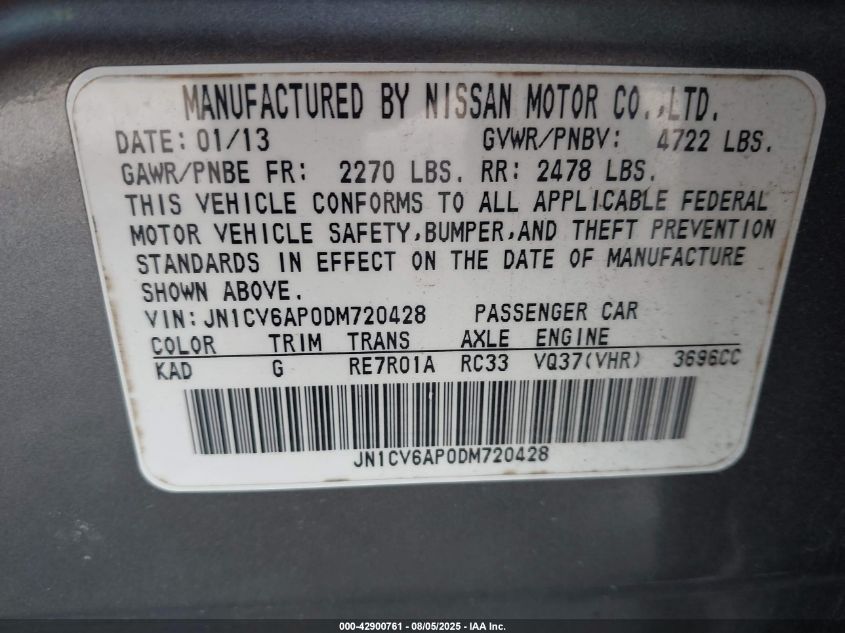 MANUFACTURED BY NISSAN MOTOR CO.,LTD.
DATE: 01/13 GVWR/PNBV: 4722 LBS.
GAWR/PNBE FR: 2270 LBS. RR: 2478 LBS.
THIS VEHICLE CONFORMS TO ALL APPLICABLE FEDERAL
MOTOR VEHICLE SAFETY,BUMPER,AND THEFT PREVENTION
STANDARDS IN EFFECT ON THE DATE OF MANUFACTURE
SHOWN ABOVE.
VIN:JN1CV6AP0DM720428 PASSENGER CAR
COLOR TRIM TRANS AXLE ENGINE
KAD G RE7R01A RC33 VQ37(VHR) 3696CC
JN1CV6AP0DM720428
000-42900761 - 08/05/2025 - IAA Inc.